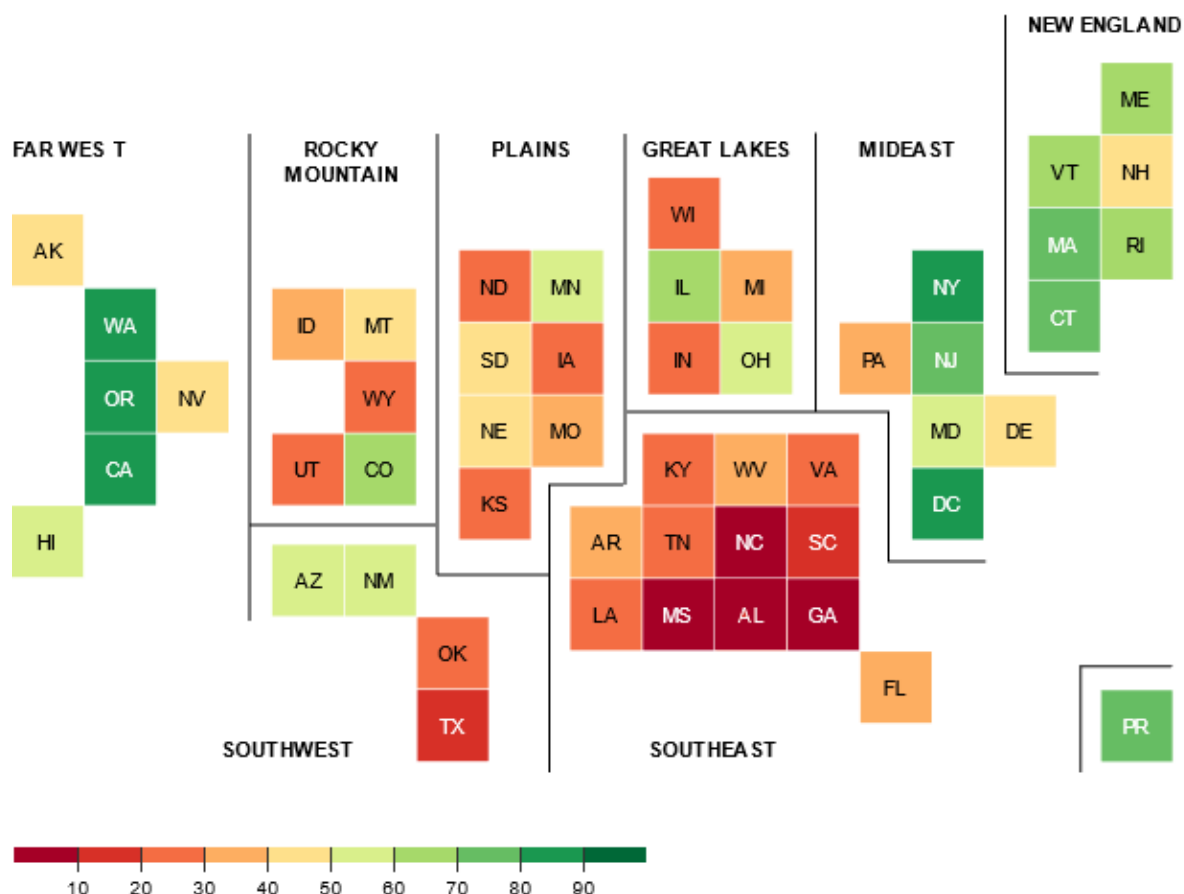 NEW ENGLAND
ME
FAR WEST
ROCKY
MOUNTAIN
PLAINS
GREAT LAKES
MIDEAST
VT
NH
WI
AK
MA
RI
ND
MN
IL
MI
NY
WA
ID
MT
CT
SD
IA
IN
OH
PA
NJ
OR
NV
WY
NE
MO
MD
DE
CA
UT
CO
KY
WV
VA
KS
DC
HI
AR
TN
NC
SC
AZ
NM
LA
MS
AL
GA
OK
FL
TX
PR
SOUTHWEST
SOUTHEAST
10 20 30 40 50 60 70 80 90